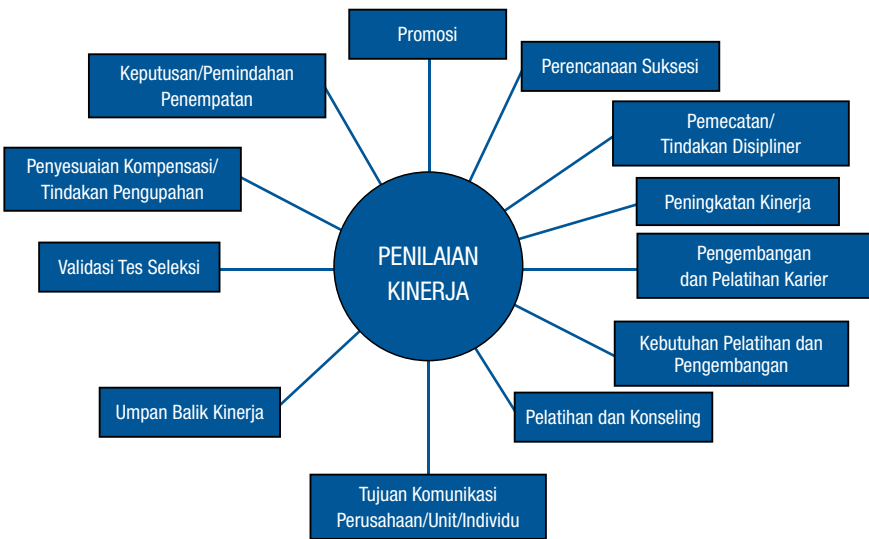 Promosi
Perencanaan Suksesi
Keputusan/Pemindahan
Penempatan
Pemecatan/
Tindakan Disipliner
Penyesuaian Kompensasi/
Tindakan Pengupahan
Peningkatan Kinerja
PENILAIAN
KINERJA
Validasi Tes Seleksi
Pengembangan
dan Pelatihan Karier
Kebutuhan Pelatihan dan
Pengembangan
Umpan Balik Kinerja
Pelatihan dan Konseling
Tujuan Komunikasi
Perusahaan/Unit/Individu